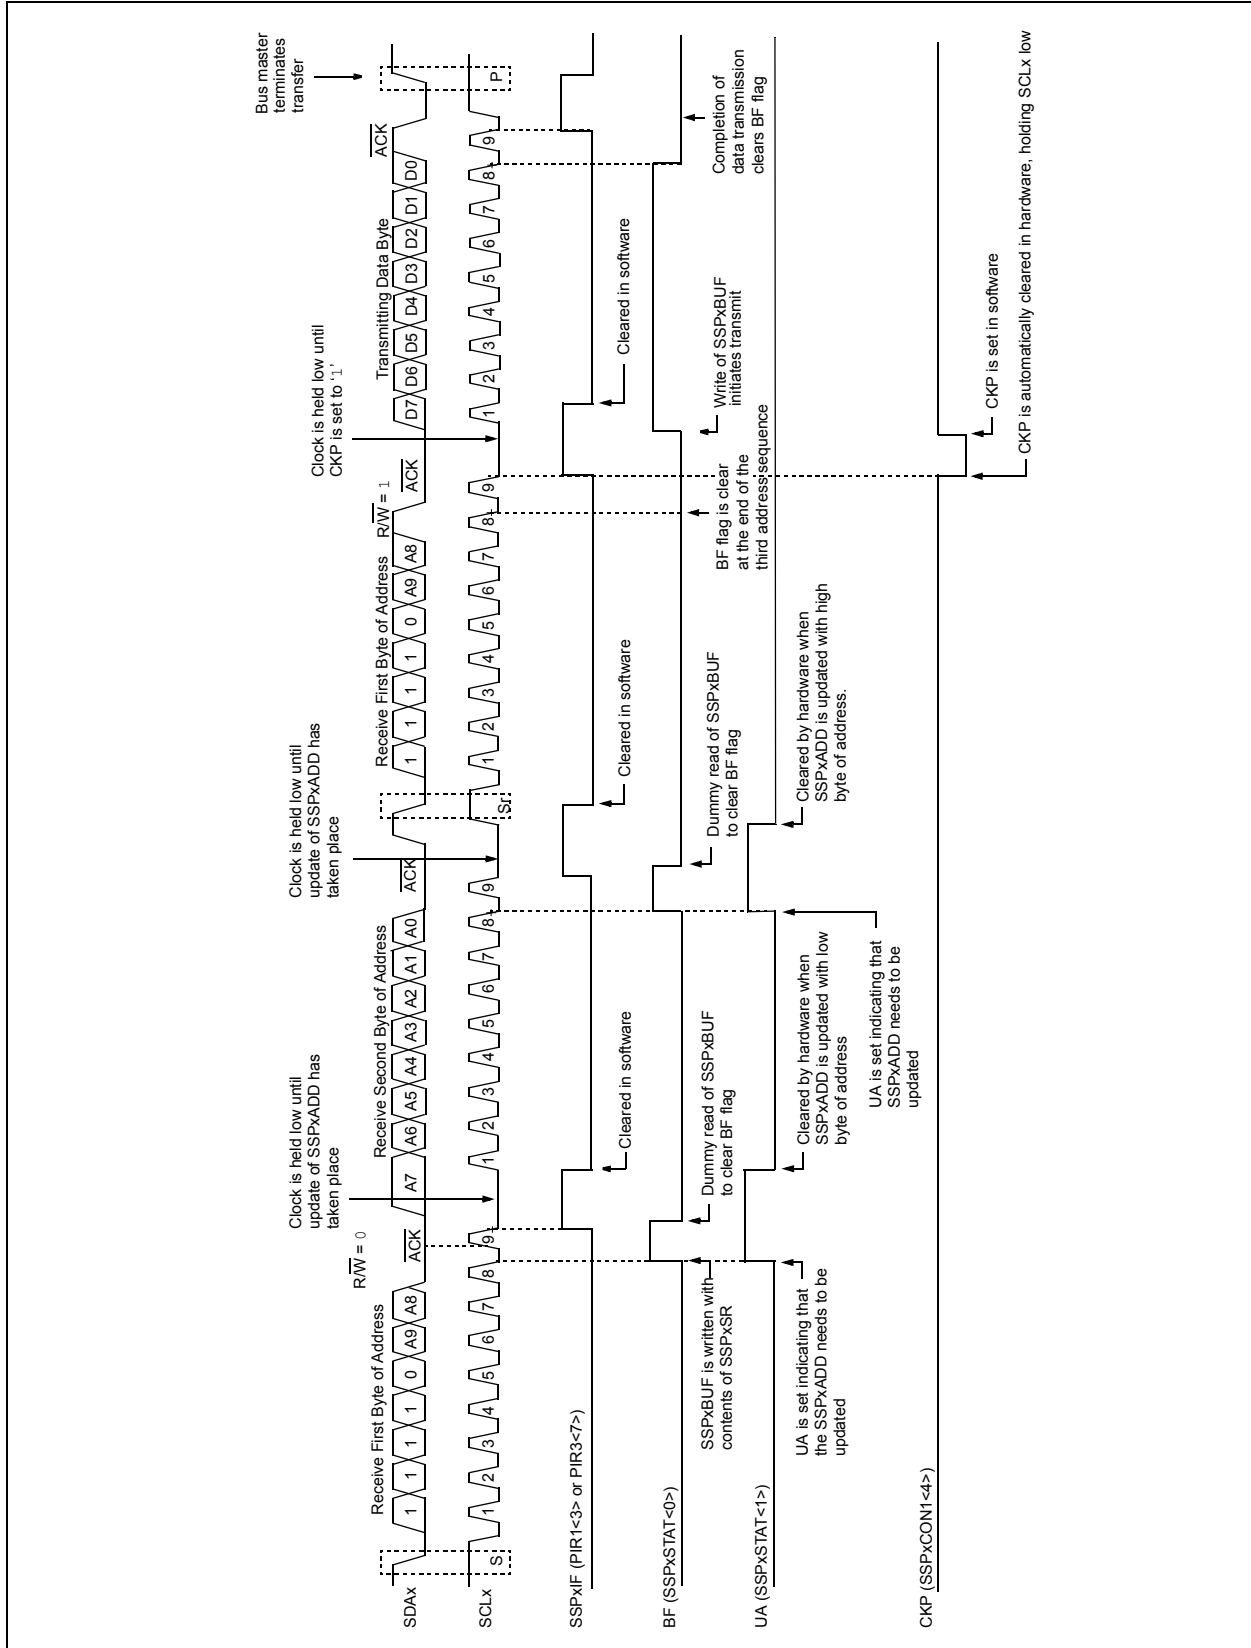 Receive First Byte of Address
R/W = 0
ACK
Clock is held low until
update of SSPxADD has
taken place
Receive Second Byte of Address
ACK
Clock is held low until
update of SSPxADD has
taken place
Receive First Byte of Address
R/W = 1
ACK
Clock is held low until
CKP is set to ‘1’
Transmitting Data Byte
ACK
Bus master
terminates
transfer
SDAx
1 1 1 1 0 A9 A8
A7 A6 A5 A4 A3 A2 A1 A0
1 1 1 1 0 A9 A8
D7 D6 D5 D4 D3 D2 D1 D0
SCLx
S
1 2 3 4 5 6 7 8 9
1 2 3 4 5 6 7 8 9
Sr
1 2 3 4 5 6 7 8 9
1 2 3 4 5 6 7 8 9
P
SSPxIF (PIR1<3> or PIR3<7>)
Cleared in software
Cleared in software
Cleared in software
BF (SSPxSTAT<0>)
SSPxBUF is written with
contents of SSPxSR
Dummy read of SSPxBUF
to clear BF flag
Dummy read of SSPxBUF
to clear BF flag
BF flag is clear
at the end of the
third address sequence
Write of SSPxBUF
initiates transmit
Completion of
data transmission
clears BF flag
UA (SSPxSTAT<1>)
UA is set indicating that
the SSPxADD needs to be
updated
Cleared by hardware when
SSPxADD is updated with low
byte of address
UA is set indicating that
SSPxADD needs to be
updated
Cleared by hardware when
SSPxADD is updated with high
byte of address.
CKP (SSPxCON1<4>)
CKP is set in software
CKP is automatically cleared in hardware, holding SCLx low